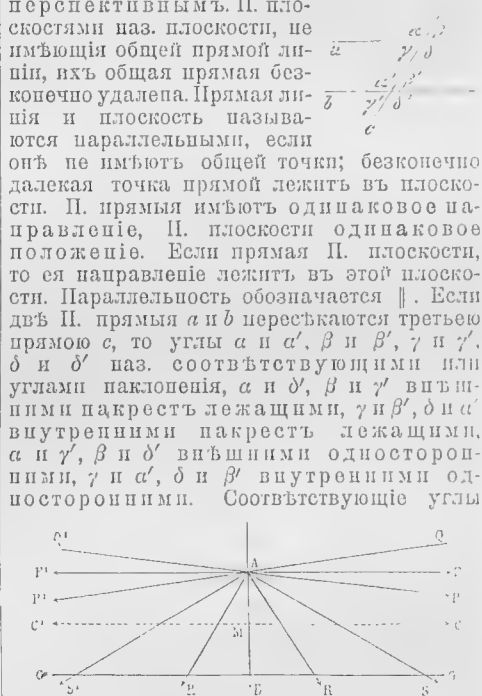 перспективнымъ. П. пло-
скостями наз. плоскости, не
имѣющія общей прямой ли-
ніи, ихъ общая прямая без-
конечно удалена. Прямая ли-
нія и плоскость называ-
ются параллельными, если
онѣ не имѣютъ общей точки; безконечно
далекая точка прямой лежитъ въ плоско-
сти. П. прямыя имѣютъ одинаковое на-
правленіе, П. плоскости одинаковое
положеніе. Если прямая П. плоскости,
то ея направленіе лежитъ въ этой плоско-
сти. Параллельность обозначается ∥. Если
двѣ П. прямыя a и b пересѣкаются третьею
прямою c, то углы α и α′, β и β′, γ и γ′,
δ и δ′ наз. соотвѣтствующими или
углами наклоненія, α и δ′, β и γ′ внѣш-
ними накрестъ лежащими, γ и β′, δ и α′
внутренними накрестъ лежащими,
α и γ′, β и δ′ внѣшними односторон-
ними, γ и α′, δ и β′ внутренними од-
носторонними. Соотвѣтствующіе углы
a α β
γ δ
b α′ β′
γ′ δ′
c
Q′ Q
A
F′ F
P′ P
C′ M C
G′ S′ R′ B R S G